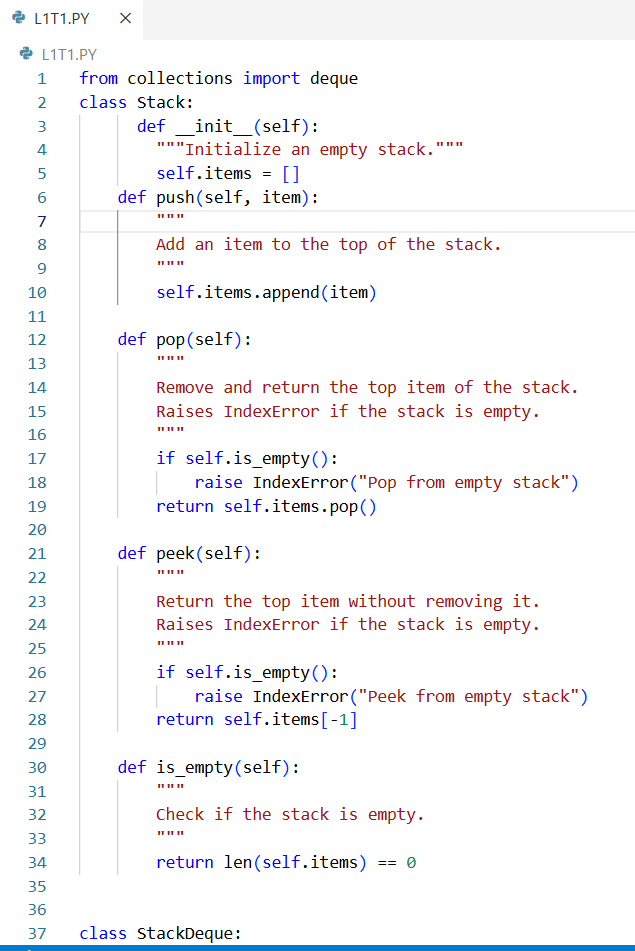 L1T1.PY ×
L1T1.PY
1 from collections import deque
2 class Stack:
3       def __init__(self):
4         """Initialize an empty stack."""
5         self.items = []
6     def push(self, item):
7         """
8         Add an item to the top of the stack.
9         """
10         self.items.append(item)
11
12     def pop(self):
13         """
14         Remove and return the top item of the stack.
15         Raises IndexError if the stack is empty.
16         """
17         if self.is_empty():
18             raise IndexError("Pop from empty stack")
19         return self.items.pop()
20
21     def peek(self):
22         """
23         Return the top item without removing it.
24         Raises IndexError if the stack is empty.
25         """
26         if self.is_empty():
27             raise IndexError("Peek from empty stack")
28         return self.items[-1]
29
30     def is_empty(self):
31         """
32         Check if the stack is empty.
33         """
34         return len(self.items) == 0
35
36
37 class StackDeque: